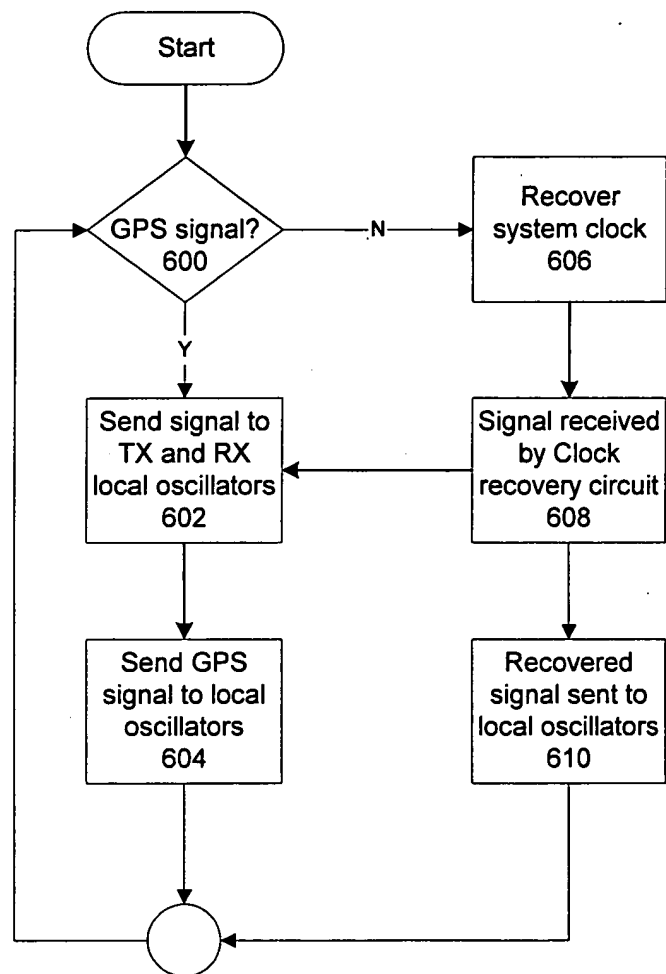 Start
GPS signal?
600
N
Recover
system clock
606
Y
Send signal to
TX and RX
local oscillators
602
Signal received
by Clock
recovery circuit
608
Send GPS
signal to local
oscillators
604
Recovered
signal sent to
local oscillators
610